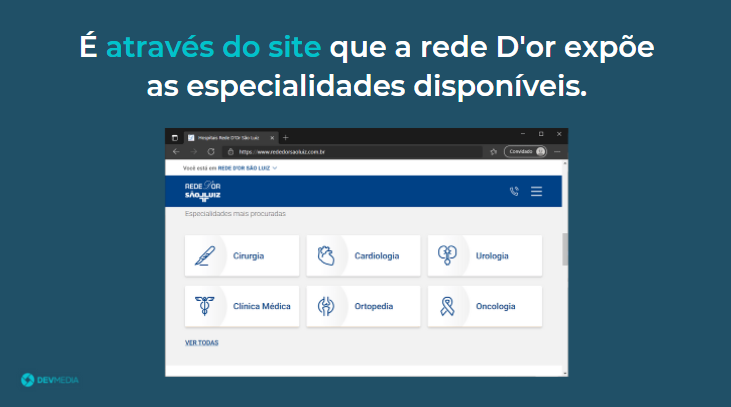 É através do site que a rede D'or expõe
as especialidades disponíveis.
Hospitais Rede D'Or São Luiz
https://www.rededorsaoluiz.com.br
Convidado
Você está em REDE D'OR SÃO LUIZ
REDE D'OR
SÃO LUIZ
Especialidades mais procuradas
Cirurgia
Cardiologia
Urologia
Clínica Médica
Ortopedia
Oncologia
VER TODAS
DEVMEDIA